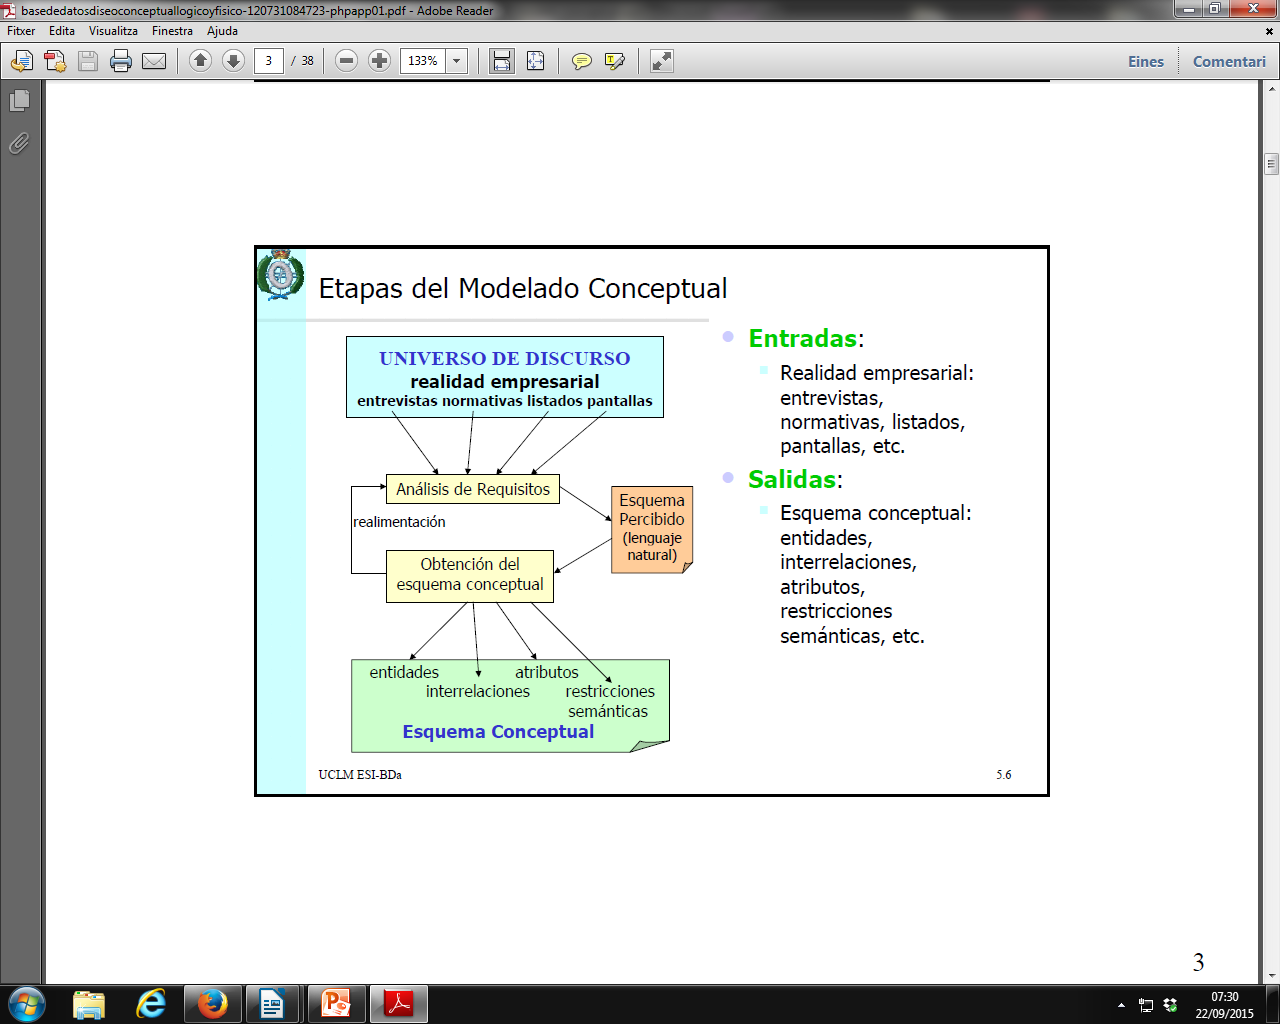 basededatosdiseoconceptuallogicoyfisico-120731084723-phpapp01.pdf - Adobe Reader
Fitxer Edita Visualitza Finestra Ajuda
3 / 38 133% Eines Comentari
Etapas del Modelado Conceptual
UNIVERSO DE DISCURSO
realidad empresarial
entrevistas normativas listados pantallas
Análisis de Requisitos
realimentación
Esquema
Percibido
(lenguaje
natural)
Obtención del
esquema conceptual
entidades atributos
interrelaciones restricciones
semánticas
Esquema Conceptual
Entradas:
Realidad empresarial:
entrevistas,
normativas, listados,
pantallas, etc.
Salidas:
Esquema conceptual:
entidades,
interrelaciones,
atributos,
restricciones
semánticas, etc.
UCLM ESI-BDa 5.6
3
07:30
22/09/2015